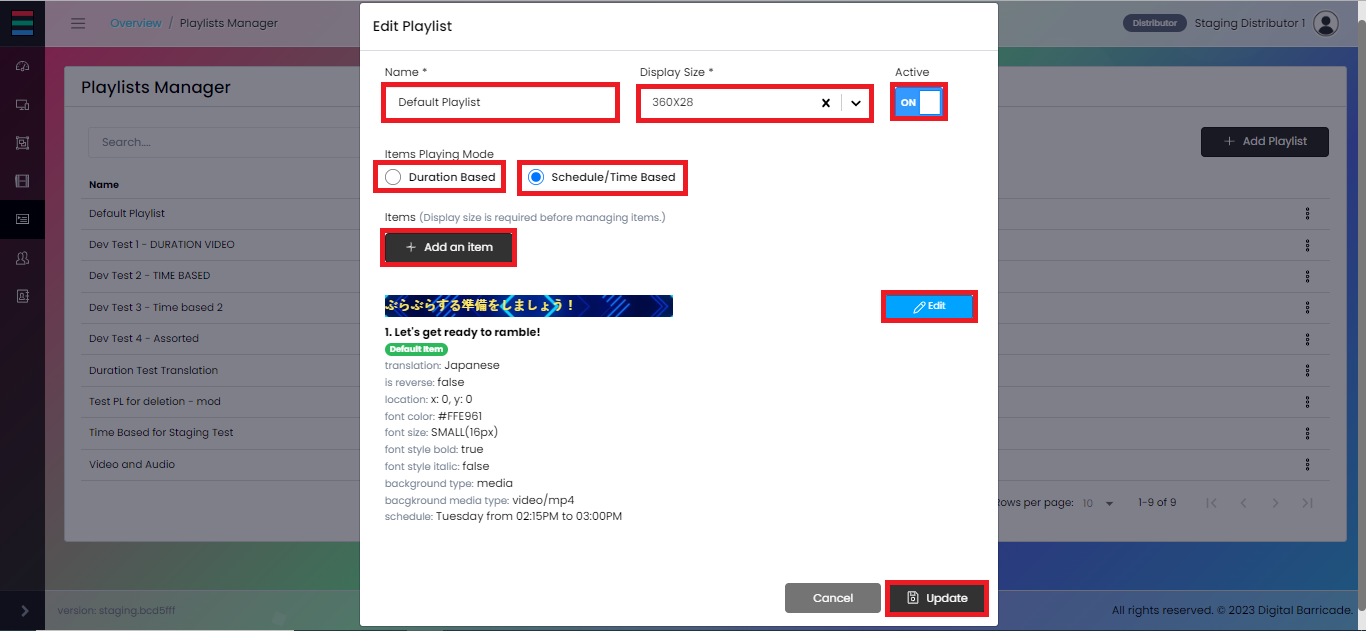 Overview / Playlists Manager
Distributor Staging Distributor 1
Playlists Manager
Search....
+ Add Playlist
Name
Default Playlist
Dev Test 1 - DURATION VIDEO
Dev Test 2 - TIME BASED
Dev Test 3 - Time based 2
Dev Test 4 - Assorted
Duration Test Translation
Test PL for deletion - mod
Time Based for Staging Test
Video and Audio
per page: 10 1-9 of 9
version: staging.bcd5fff
All rights reserved. © 2023 Digital Barricade.
Edit Playlist
Name * Display Size * Active
Default Playlist 360X28 ON
Items Playing Mode
Duration Based Schedule/Time Based
Items (Display size is required before managing items.)
+ Add an item
ぷらぷらする準備をしましょう！
Edit
1. Let's get ready to ramble!
Default Item
translation: Japanese
is reverse: false
location: x: 0, y: 0
font color: #FFE961
font size: SMALL(16px)
font style bold: true
font style italic: false
background type: media
bacgkround media type: video/mp4
schedule: Tuesday from 02:15PM to 03:00PM
Cancel Update